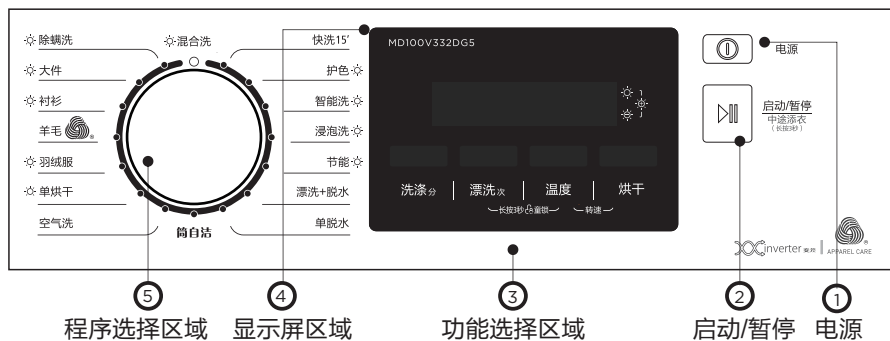 除螨洗
大件
衬衫
羊毛
羽绒服
单烘干
空气洗
混合洗
筒自洁
快洗15′
护色
智能洗
浸泡洗
节能
漂洗+脱水
单脱水
MD100V332DG5
洗涤分
漂洗次
温度
烘干
长按3秒 童锁
转速
电源
启动/暂停
中途添衣
(长按3秒)
inverter 变频
APPAREL CARE
5
4
3
2
1
程序选择区域
显示屏区域
功能选择区域
启动/暂停
电源